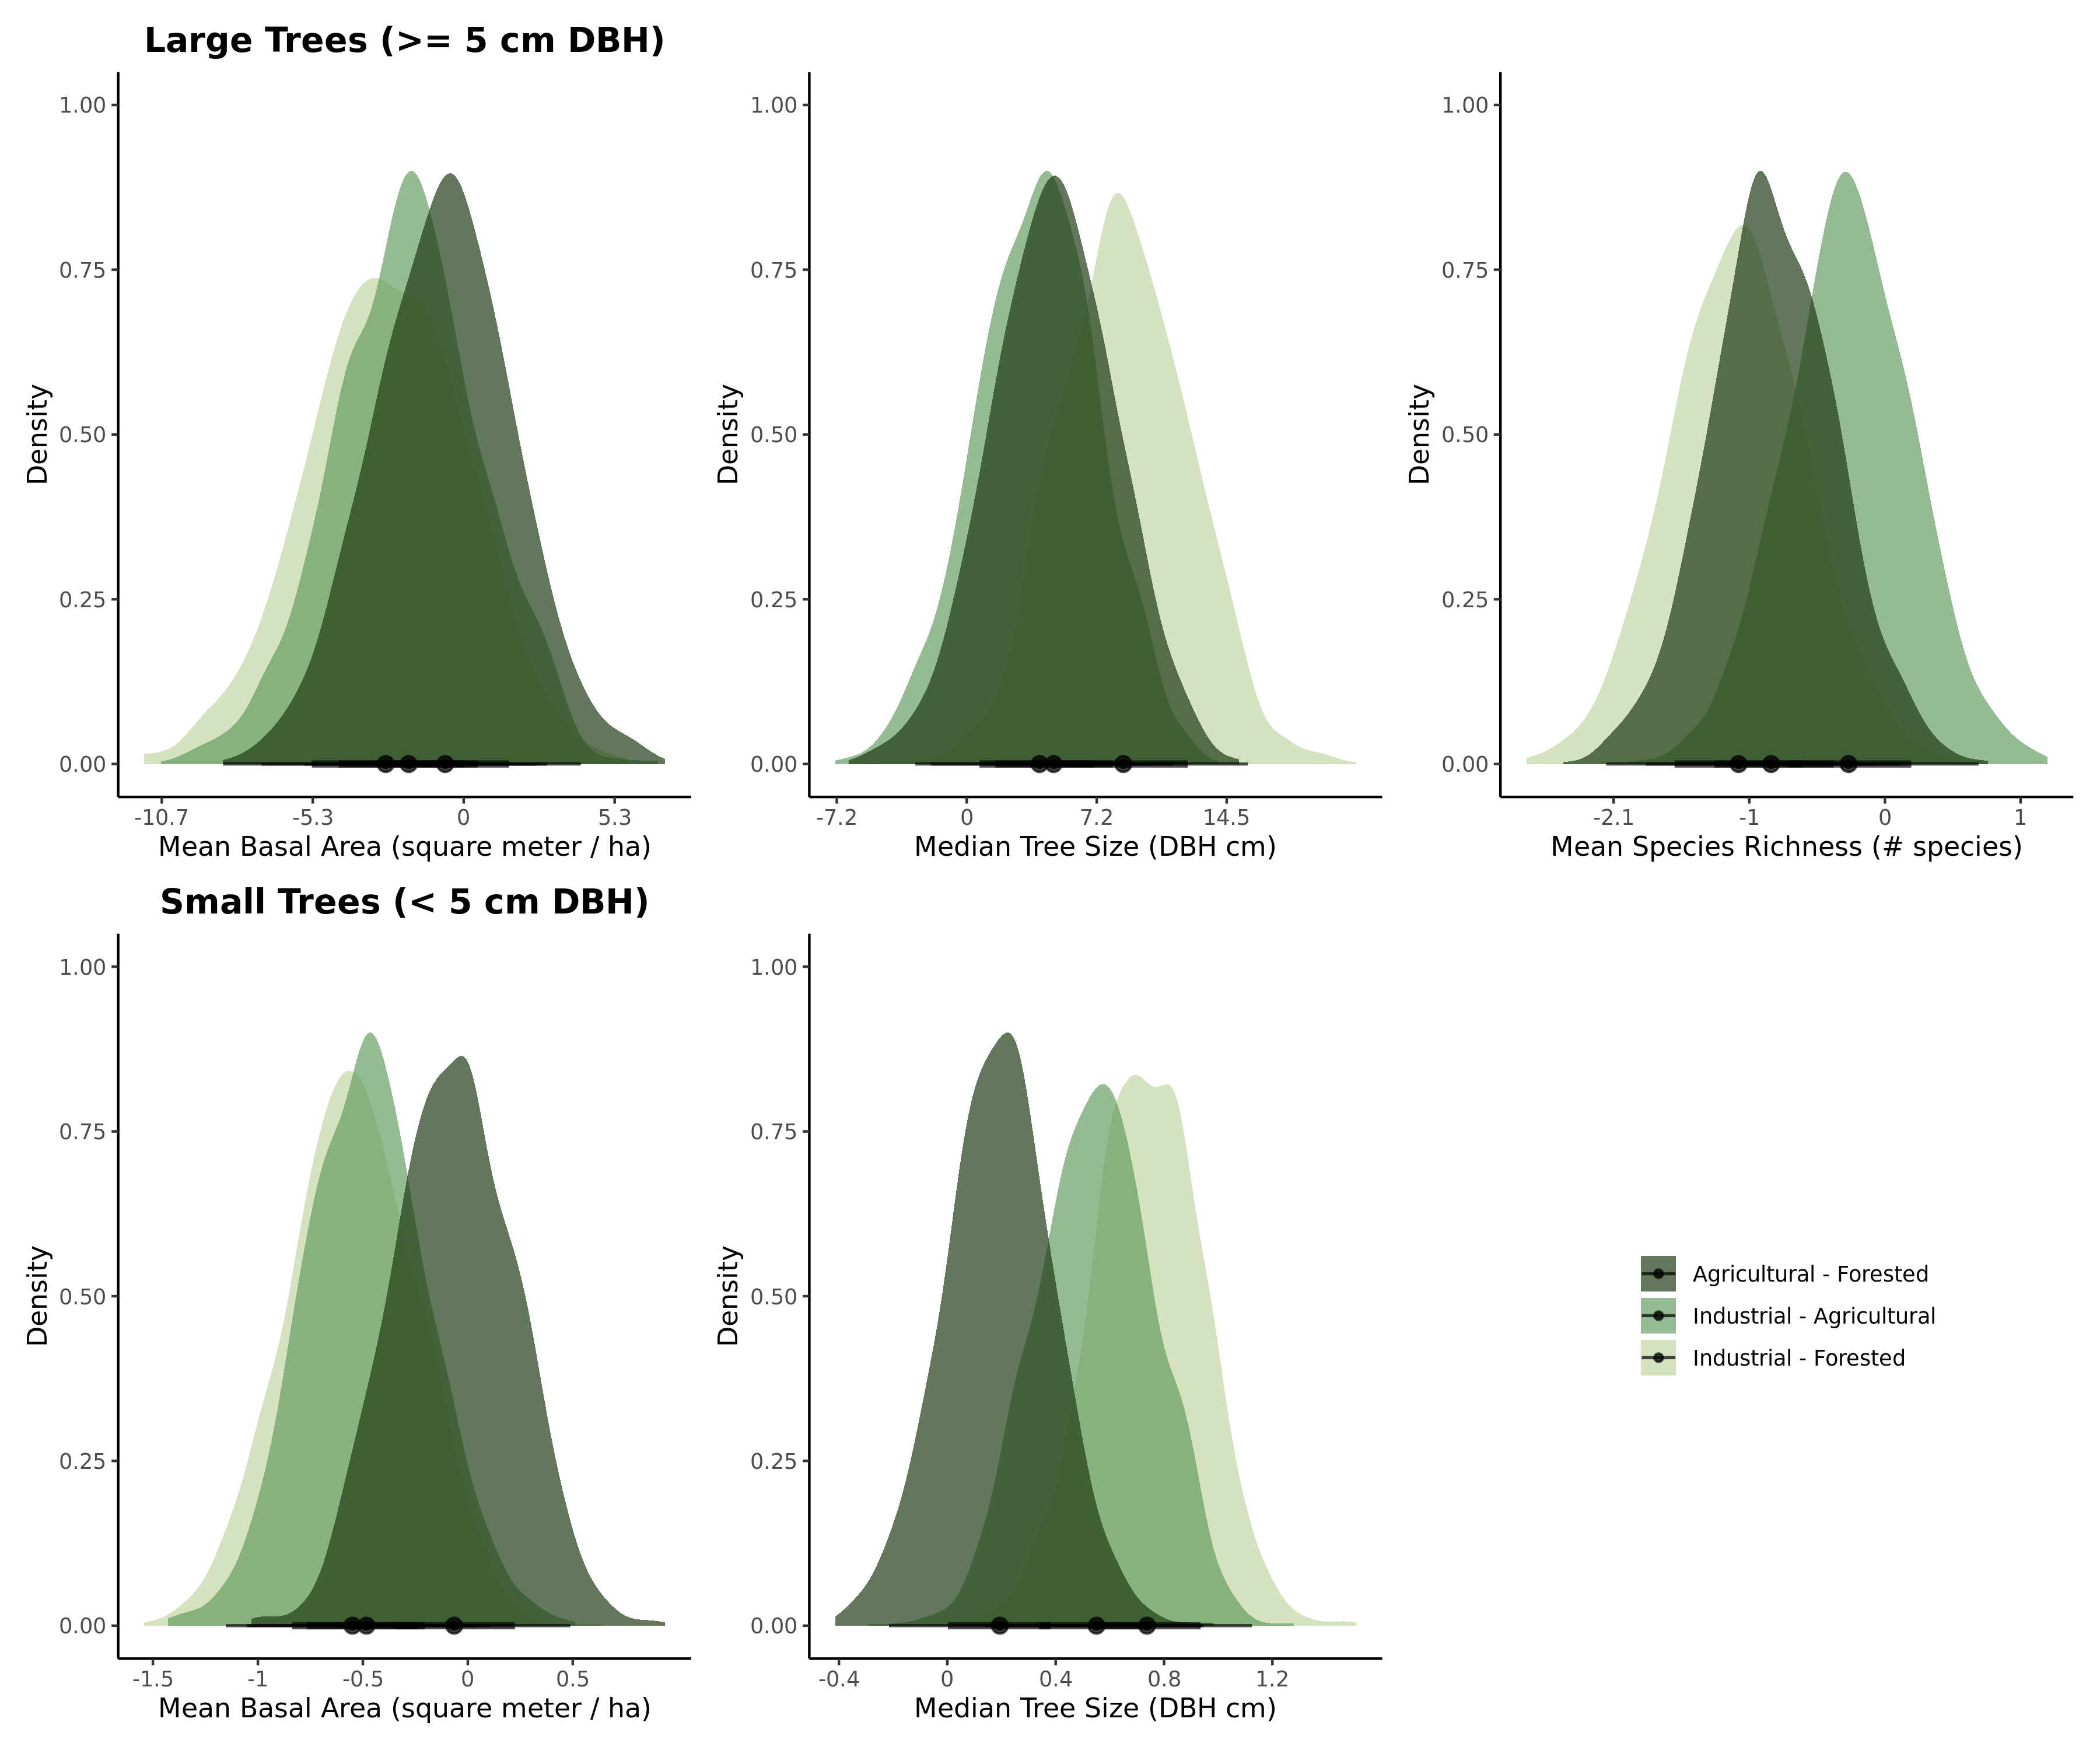 Large Trees (>= 5 cm DBH)
1.00
0.75
0.50
0.25
0.00
Density
-10.7 -5.3 0 5.3
Mean Basal Area (square meter / ha)
1.00
0.75
0.50
0.25
0.00
Density
-7.2 0 7.2 14.5
Median Tree Size (DBH cm)
1.00
0.75
0.50
0.25
0.00
Density
-2.1 -1 0 1
Mean Species Richness (# species)
Small Trees (< 5 cm DBH)
1.00
0.75
0.50
0.25
0.00
Density
-1.5 -1 -0.5 0 0.5
Mean Basal Area (square meter / ha)
1.00
0.75
0.50
0.25
0.00
Density
-0.4 0 0.4 0.8 1.2
Median Tree Size (DBH cm)
Agricultural - Forested
Industrial - Agricultural
Industrial - Forested